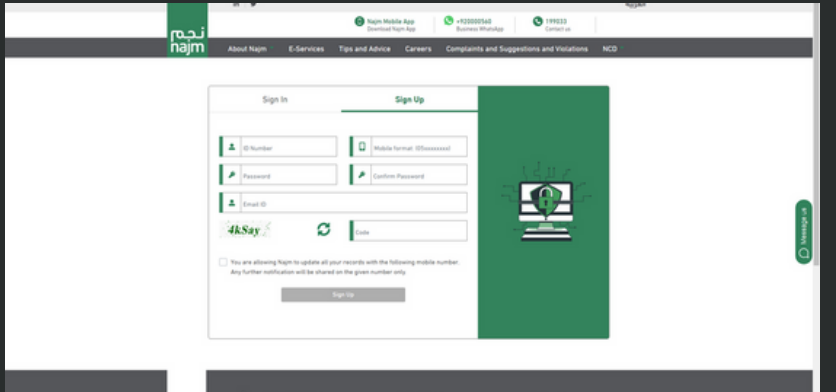 Najm Mobile App
Download Najm App
+920000560
Business WhatsApp
199033
Contact us
نجم
najm
About Najm
E-Services
Tips and Advice
Careers
Complaints and Suggestions and Violations
NCD
Sign In
Sign Up
ID Number
Mobile format (05xxxxxxxx)
Password
Confirm Password
Email ID
4kSay
Code
You are allowing Najm to update all your records with the following mobile number.
Any further notification will be shared on the given number only.
Sign Up
Message us